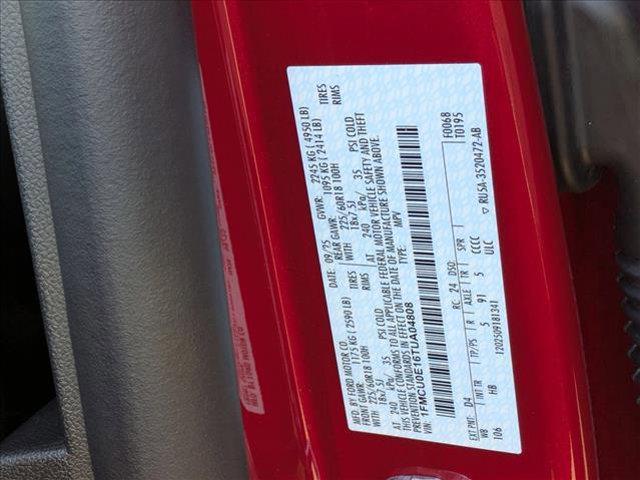 MFD. BY FORD MOTOR CO.
DATE: 09/25 GVWR: 2245 KG ( 4950 LB)
FRONT GAWR: 1175 KG ( 2590 LB) REAR GAWR: 1095 KG ( 2414 LB)
WITH 225/60R18 100H TIRES WITH 225/60R18 100H TIRES
18x7.5J RIMS 18x7.5J RIMS
AT 240 kPa/ 35 PSI COLD AT 240 kPa/ 35 PSI COLD
THIS VEHICLE CONFORMS TO ALL APPLICABLE FEDERAL MOTOR VEHICLE SAFETY AND THEFT
STANDARDS IN EFFECT ON THE DATE OF MANUFACTURE SHOWN ABOVE.
VIN: 1FMCU0E16TUA04808 TYPE: MPV
F0068
T0195
EXT PNT: D4 RC: 24 DSO:
WB INT TR TP/PS R AXLE TR SPR
106 HB 5 91 5 CCCC
ULC
1202509181341
▽ RU5A-3520472-AB